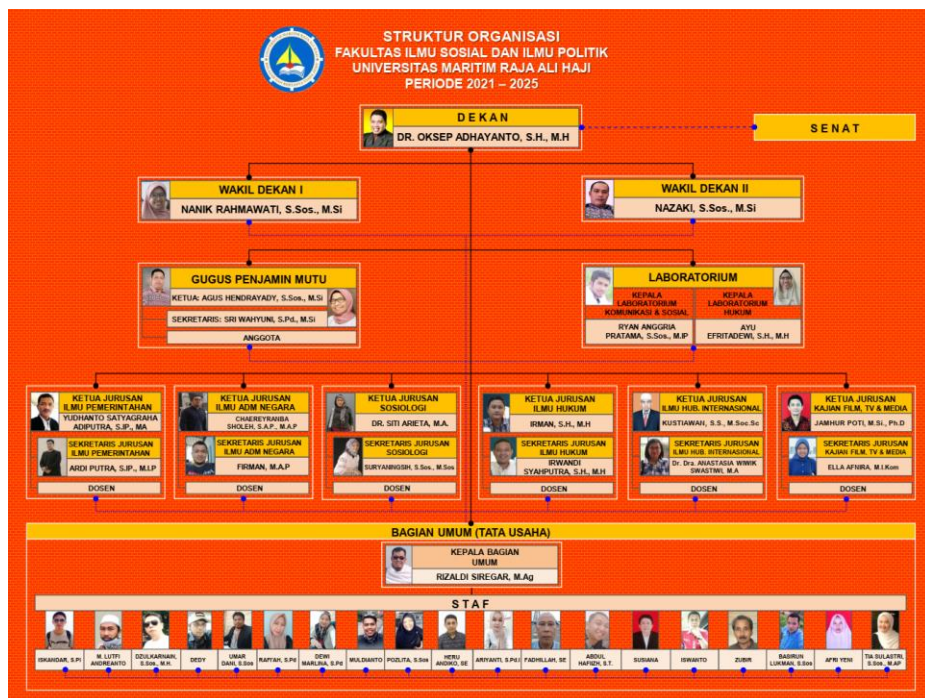 STRUKTUR ORGANISASI
FAKULTAS ILMU SOSIAL DAN ILMU POLITIK
UNIVERSITAS MARITIM RAJA ALI HAJI
PERIODE 2021 – 2025
DEKAN
DR. OKSEP ADHAYANTO, S.H., M.H
SENAT
WAKIL DEKAN I
NANIK RAHMAWATI, S.Sos., M.Si
WAKIL DEKAN II
NAZAKI, S.Sos., M.Si
GUGUS PENJAMIN MUTU
KETUA: AGUS HENDRAYADY, S.Sos., M.Si
SEKRETARIS: SRI WAHYUNI, S.Pd., M.Si
ANGGOTA
LABORATORIUM
KEPALA
LABORATORIUM
KOMUNIKASI & SOSIAL
RYAN ANGGRIA
PRATAMA, S.Sos., M.IP
KEPALA
LABORATORIUM
HUKUM
AYU
EFRITADEWI, S.H., M.H
KETUA JURUSAN
ILMU PEMERINTAHAN
YUDHANTO SATYAGRAHA
ADIPUTRA, S.IP., MA
SEKRETARIS JURUSAN
ILMU PEMERINTAHAN
ARDI PUTRA, S.IP., M.I.P
DOSEN
KETUA JURUSAN
ILMU ADM NEGARA
CHAEREYRANBA
SHOLEH, S.A.P., M.A.P
SEKRETARIS JURUSAN
ILMU ADM NEGARA
FIRMAN, M.A.P
DOSEN
KETUA JURUSAN
SOSIOLOGI
DR. SITI ARIETA, M.A.
SEKRETARIS JURUSAN
SOSIOLOGI
SURYANINGSIH, S.Sos., M.Sos
DOSEN
KETUA JURUSAN
ILMU HUKUM
IRMAN, S.H., M.H
SEKRETARIS JURUSAN
ILMU HUKUM
IRWANDI
SYAHPUTRA, S.H., M.H
DOSEN
KETUA JURUSAN
ILMU HUB. INTERNASIONAL
KUSTIAWAN, S.S., M.Soc.Sc
SEKRETARIS JURUSAN
ILMU HUB. INTERNASIONAL
Dr. Dra. ANASTASIA WIWIK
SWASTIWI, M.A
DOSEN
KETUA JURUSAN
KAJIAN FILM, TV & MEDIA
JAMHUR POTI, M.Si., Ph.D
SEKRETARIS JURUSAN
KAJIAN FILM, TV & MEDIA
ELLA AFNIRA, M.I.Kom
DOSEN
BAGIAN UMUM (TATA USAHA)
KEPALA BAGIAN
UMUM
RIZALDI SIREGAR, M.Ag
STAF
ISKANDAR, S.Pi
M. LUTFI
ANDREANTO
DZULKARNAIN,
S.Sos., M.H.
DEDY
UMAR
DANI, S.Sos
RAFI'AH, S.Pd
DEWI
MARLINA, S.Pd
MULDIANTO
POZLITA, S.Sos
HERU
ANDIKO, SE
ARIYANTI, S.Pd.I
FADHILLAH, SE
ABDUL
HAFIIZH, S.T.
SUSIANA
ISWANTO
ZUBIR
BASIRUN
LUKMAN, S.Sos
AFRI YENI
TIA SULASTRI,
S.Sos., M.AP